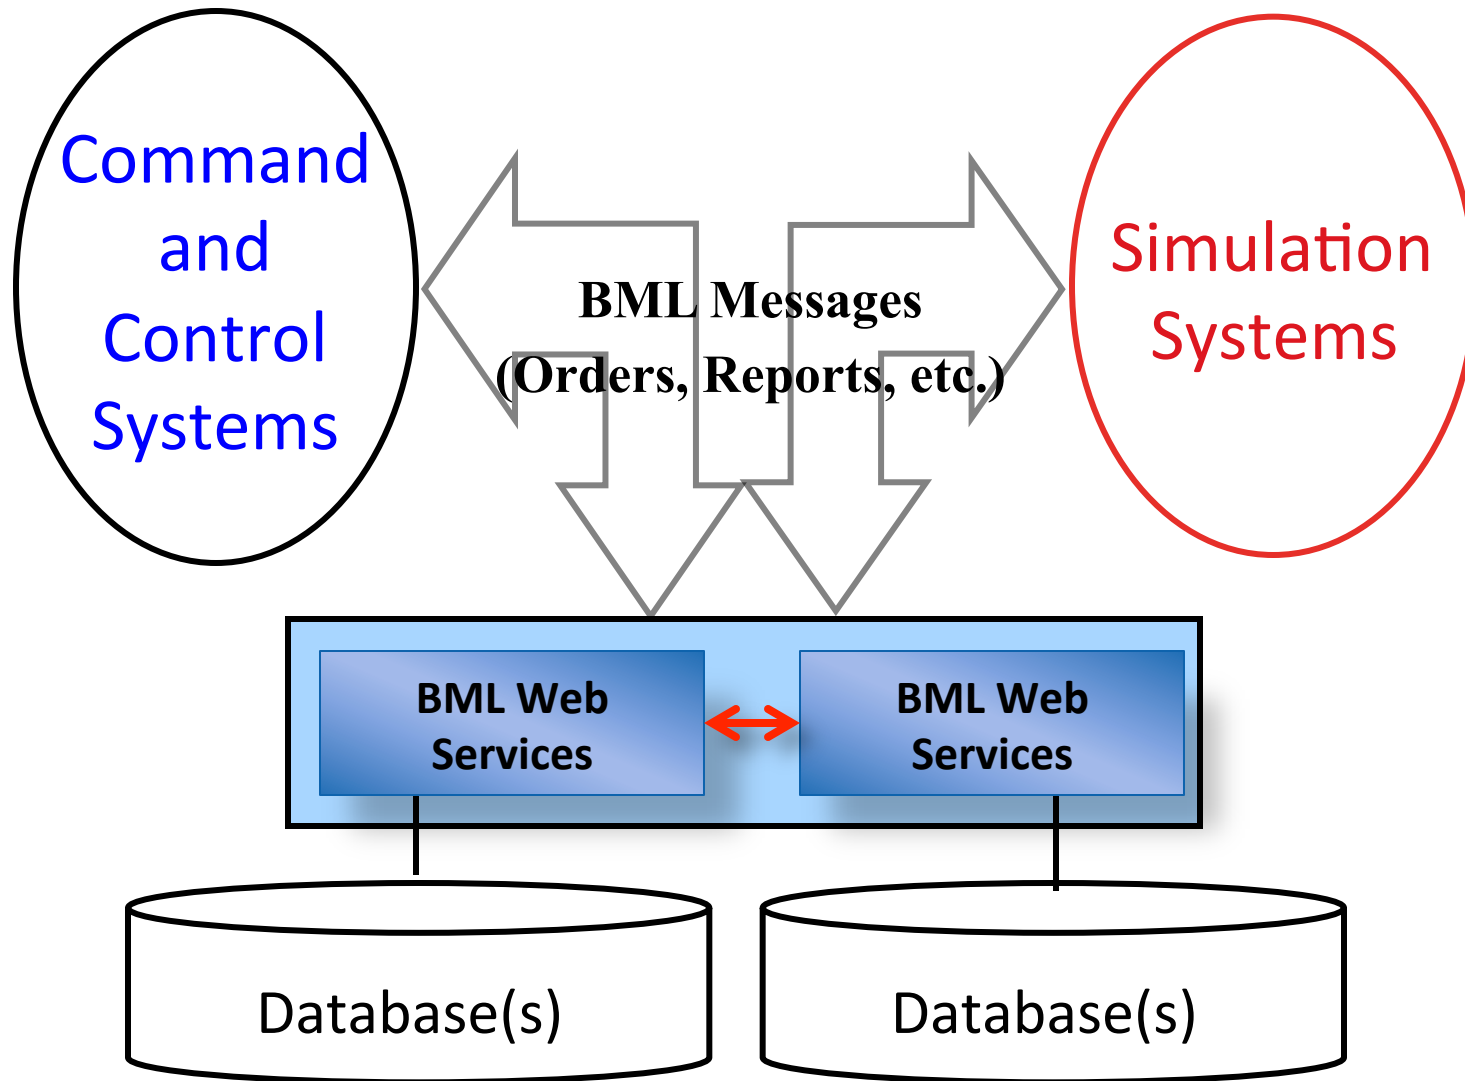 Command
and
Control
Systems
BML Messages
(Orders, Reports, etc.)
Simulation
Systems
BML Web
Services
BML Web
Services
Database(s)
Database(s)